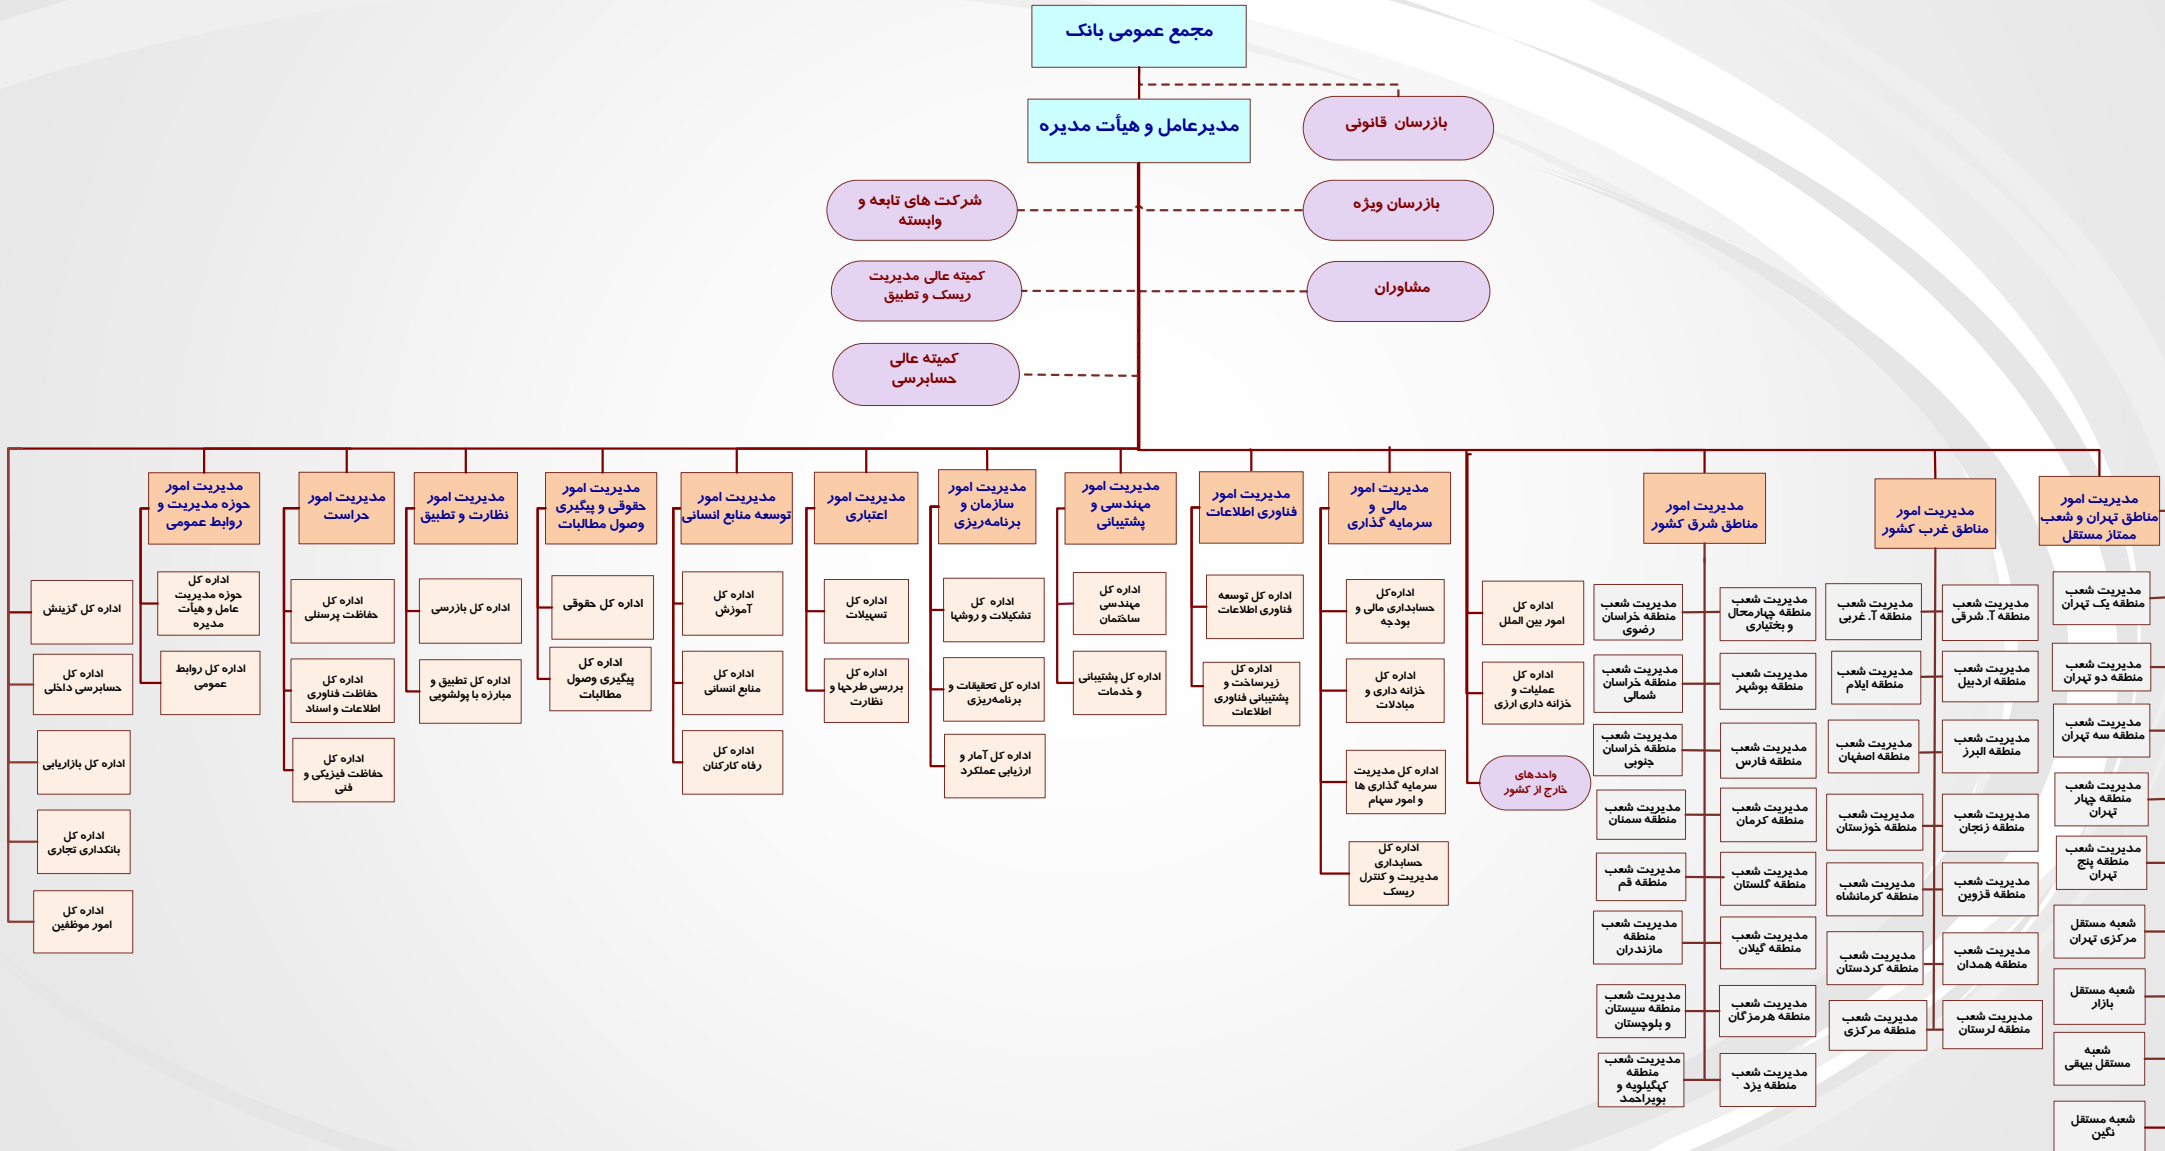 مجمع عمومی بانک
مدیرعامل و هیأت مدیره
بازرسان قانونی
شرکت های تابعه و
وابسته
بازرسان ویژه
کمیته عالی مدیریت
ریسک و تطبیق
مشاوران
کمیته عالی
حسابرسی
مدیریت امور
مناطق تهران و شعب
ممتاز مستقل
مدیریت شعب
منطقه یک تهران
مدیریت شعب
منطقه دو تهران
مدیریت شعب
منطقه سه تهران
مدیریت شعب
منطقه چهار
تهران
مدیریت شعب
منطقه پنج
تهران
شعبه مستقل
مرکزی تهران
شعبه مستقل
بازار
شعبه
مستقل بیهقی
شعبه مستقل
نگین
مدیریت امور
مناطق غرب کشور
مدیریت شعب
منطقه آ. شرقی
مدیریت شعب
منطقه آ. غربی
مدیریت شعب
منطقه اردبیل
مدیریت شعب
منطقه ایلام
مدیریت شعب
منطقه البرز
مدیریت شعب
منطقه اصفهان
مدیریت شعب
منطقه زنجان
مدیریت شعب
منطقه خوزستان
مدیریت شعب
منطقه قزوین
مدیریت شعب
منطقه کرمانشاه
مدیریت شعب
منطقه همدان
مدیریت شعب
منطقه کردستان
مدیریت شعب
منطقه لرستان
مدیریت شعب
منطقه مرکزی
مدیریت امور
مناطق شرق کشور
مدیریت شعب
منطقه چهارمحال
و بختیاری
مدیریت شعب
منطقه خراسان
رضوی
مدیریت شعب
منطقه بوشهر
مدیریت شعب
منطقه خراسان
شمالی
مدیریت شعب
منطقه فارس
مدیریت شعب
منطقه خراسان
جنوبی
مدیریت شعب
منطقه کرمان
مدیریت شعب
منطقه سمنان
مدیریت شعب
منطقه گلستان
مدیریت شعب
منطقه قم
مدیریت شعب
منطقه گیلان
مدیریت شعب
منطقه
مازندران
مدیریت شعب
منطقه هرمزگان
مدیریت شعب
منطقه سیستان
و بلوچستان
مدیریت شعب
منطقه یزد
مدیریت شعب
منطقه
کهگیلویه و
بویراحمد
اداره کل
امور بین الملل
اداره کل
عملیات و
خزانه داری ارزی
واحدهای
خارج از کشور
مدیریت امور
مالی و
سرمایه گذاری
اداره‌کل
حسابداری مالی و
بودجه
اداره کل
خزانه داری و
مبادلات
اداره کل مدیریت
سرمایه گذاری ها
و امور سهام
اداره کل
حسابداری
مدیریت و کنترل
ریسک
مدیریت امور
فناوری اطلاعات
اداره کل توسعه
فناوری اطلاعات
اداره کل
زیرساخت و
پشتیبانی فناوری
اطلاعات
مدیریت امور
مهندسی و
پشتیبانی
اداره کل
مهندسی
ساختمان
اداره کل پشتیبانی
و خدمات
مدیریت امور
سازمان و
برنامه‌ریزی
اداره کل
تشکیلات و روشها
اداره کل تحقیقات و
برنامه‌ریزی
اداره کل آمار و
ارزیابی عملکرد
مدیریت امور
اعتباری
اداره کل
تسهیلات
اداره کل
بررسی طرحها و
نظارت
مدیریت امور
توسعه منابع انسانی
اداره کل
آموزش
اداره کل
منابع انسانی
اداره کل
رفاه کارکنان
مدیریت امور
حقوقی و پیگیری
وصول مطالبات
اداره کل حقوقی
اداره کل
پیگیری وصول
مطالبات
مدیریت امور
نظارت و تطبیق
اداره کل بازرسی
اداره کل تطبیق و
مبارزه با پولشویی
مدیریت امور
حراست
اداره کل
حفاظت پرسنلی
اداره کل
حفاظت فناوری
اطلاعات و اسناد
اداره کل
حفاظت فیزیکی و
فنی
مدیریت امور
حوزه مدیریت و
روابط عمومی
اداره کل
حوزه مدیریت
عامل و هیأت
مدیره
اداره کل روابط
عمومی
اداره کل گزینش
اداره کل
حسابرسی داخلی
اداره کل بازاریابی
اداره کل
بانکداری تجاری
اداره کل
امور موظفین